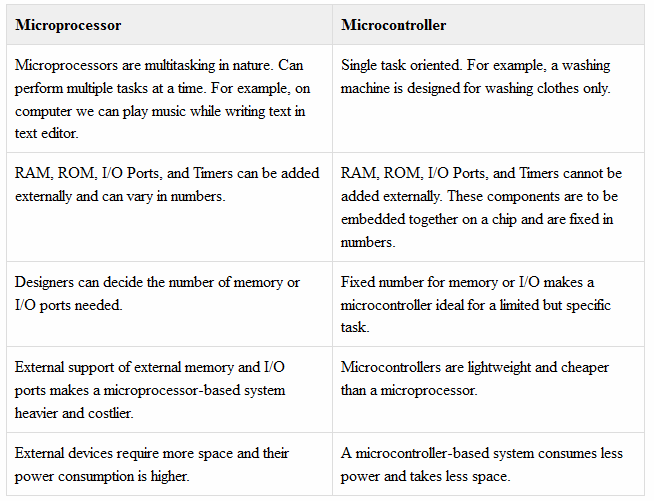 Microprocessor
Microcontroller
Microprocessors are multitasking in nature. Can
perform multiple tasks at a time. For example, on
computer we can play music while writing text in
text editor.
Single task oriented. For example, a washing
machine is designed for washing clothes only.
RAM, ROM, I/O Ports, and Timers can be added
externally and can vary in numbers.
RAM, ROM, I/O Ports, and Timers cannot be
added externally. These components are to be
embedded together on a chip and are fixed in
numbers.
Designers can decide the number of memory or
I/O ports needed.
Fixed number for memory or I/O makes a
microcontroller ideal for a limited but specific
task.
External support of external memory and I/O
ports makes a microprocessor-based system
heavier and costlier.
Microcontrollers are lightweight and cheaper
than a microprocessor.
External devices require more space and their
power consumption is higher.
A microcontroller-based system consumes less
power and takes less space.